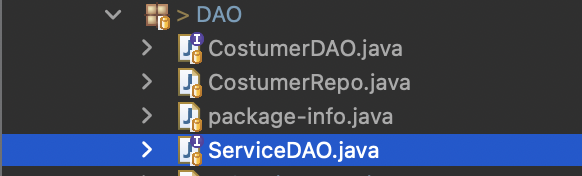 > DAO
CostumerDAO.java
CostumerRepo.java
package-info.java
ServiceDAO.java